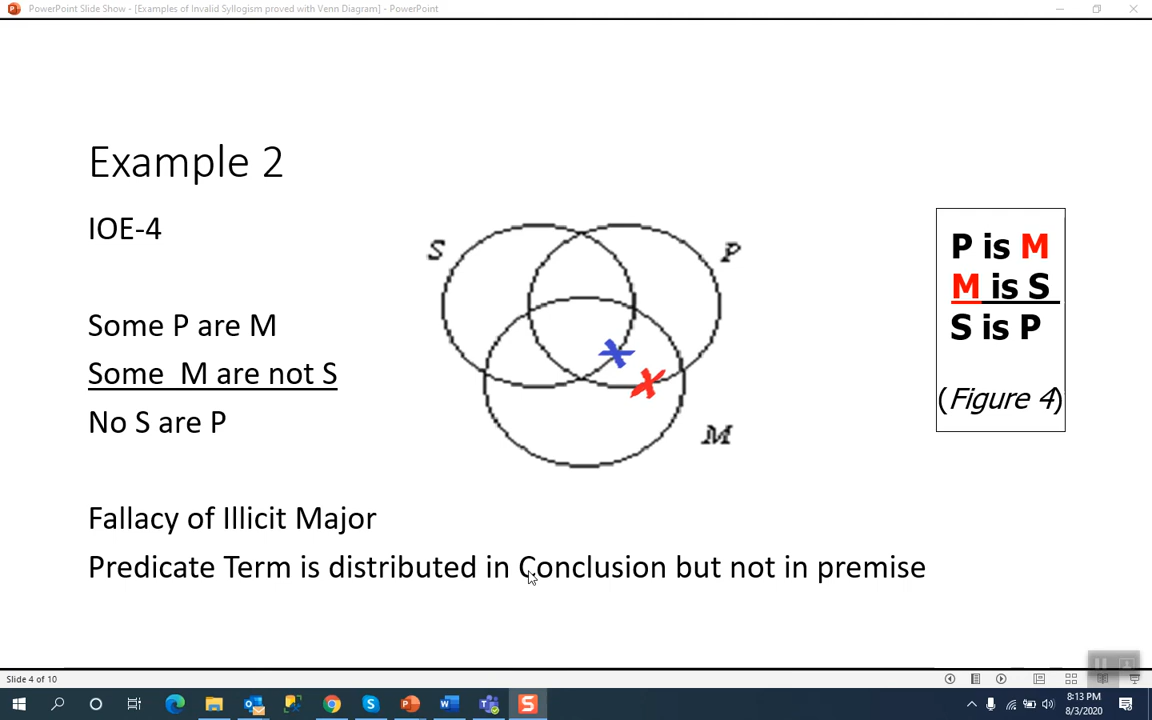 PowerPoint Slide Show - [Examples of Invalid Syllogism proved with Venn Diagram] - PowerPoint
Example 2
IOE-4
Some P are M
Some M are not S
No S are P
S
P
M
P is M
M is S
S is P
(Figure 4)
Fallacy of Illicit Major
Predicate Term is distributed in Conclusion but not in premise
Slide 4 of 10
8:13 PM
8/3/2020